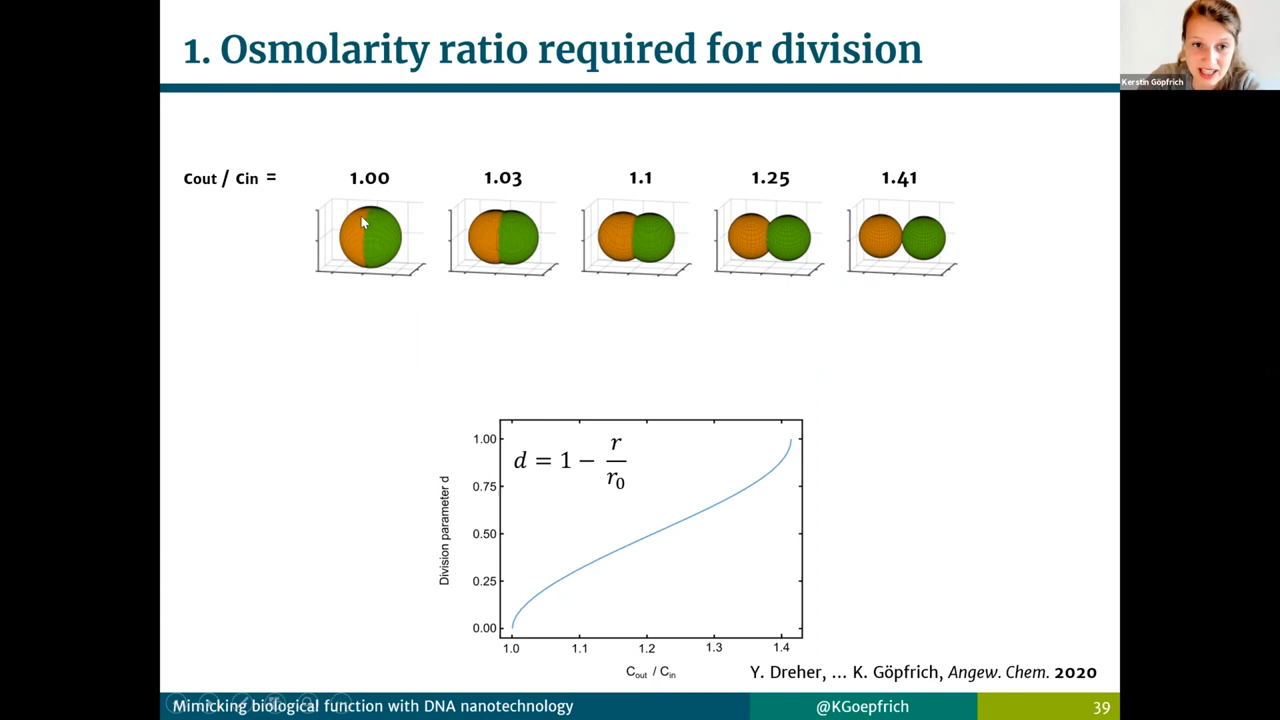 1. Osmolarity ratio required for division
Kerstin Göpfrich
Cout / Cin = 1.00 1.03 1.1 1.25 1.41
d = 1 − r/r0
Division parameter d
1.00
0.75
0.50
0.25
0.00
1.0 1.1 1.2 1.3 1.4
Cout / Cin
Y. Dreher, ... K. Göpfrich, Angew. Chem. 2020
Mimicking biological function with DNA nanotechnology @KGoepfrich 39